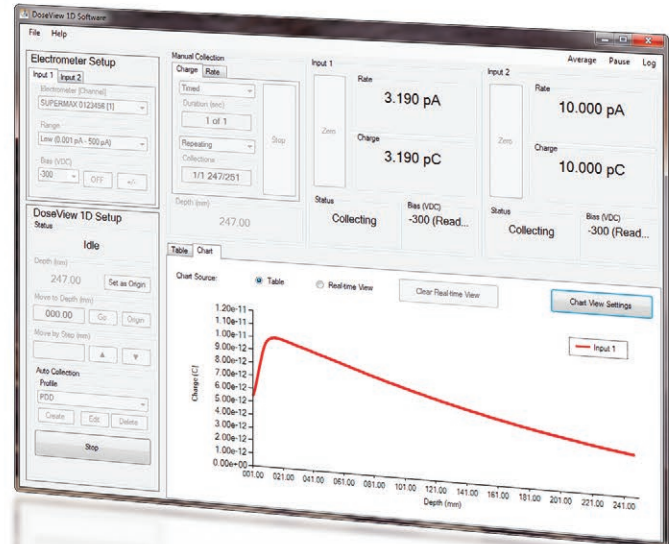 DoseView 1D Software
File Help
Average Pause Log
Electrometer Setup
Input 1 Input 2
Electrometer [Channel]
SUPERMAX 0123456 [1]
Range
Low (0.001 pA - 500 pA)
Bias (VDC)
-300 OFF +/-
DoseView 1D Setup
Status
Idle
Depth (mm)
247.00 Set as Origin
Move to Depth (mm)
000.00 Go Origin
Move by Step (mm)
Auto Collection
Profile
PDD
Create Edit Delete
Stop
Manual Collection
Charge Rate
Timed
Duration (sec)
1 of 1
Repeating
Collections
1/1 247/251
Stop
Depth (mm)
247.00
Input 1
Zero
Rate
3.190 pA
Charge
3.190 pC
Status
Collecting
Bias (VDC)
-300 (Read...
Input 2
Zero
Rate
10.000 pA
Charge
10.000 pC
Status
Collecting
Bias (VDC)
-300 (Read...
Table Chart
Chart Source: Table Real-time View Clear Real-time View Chart View Settings
1.20e-11
1.10e-11
1.00e-11
9.00e-12
8.00e-12
7.00e-12
6.00e-12
5.00e-12
4.00e-12
3.00e-12
2.00e-12
1.00e-12
0.00e+00
Charge (C)
Input 1
001.00 021.00 041.00 061.00 081.00 101.00 121.00 141.00 161.00 181.00 201.00 221.00 241.00
Depth (mm)